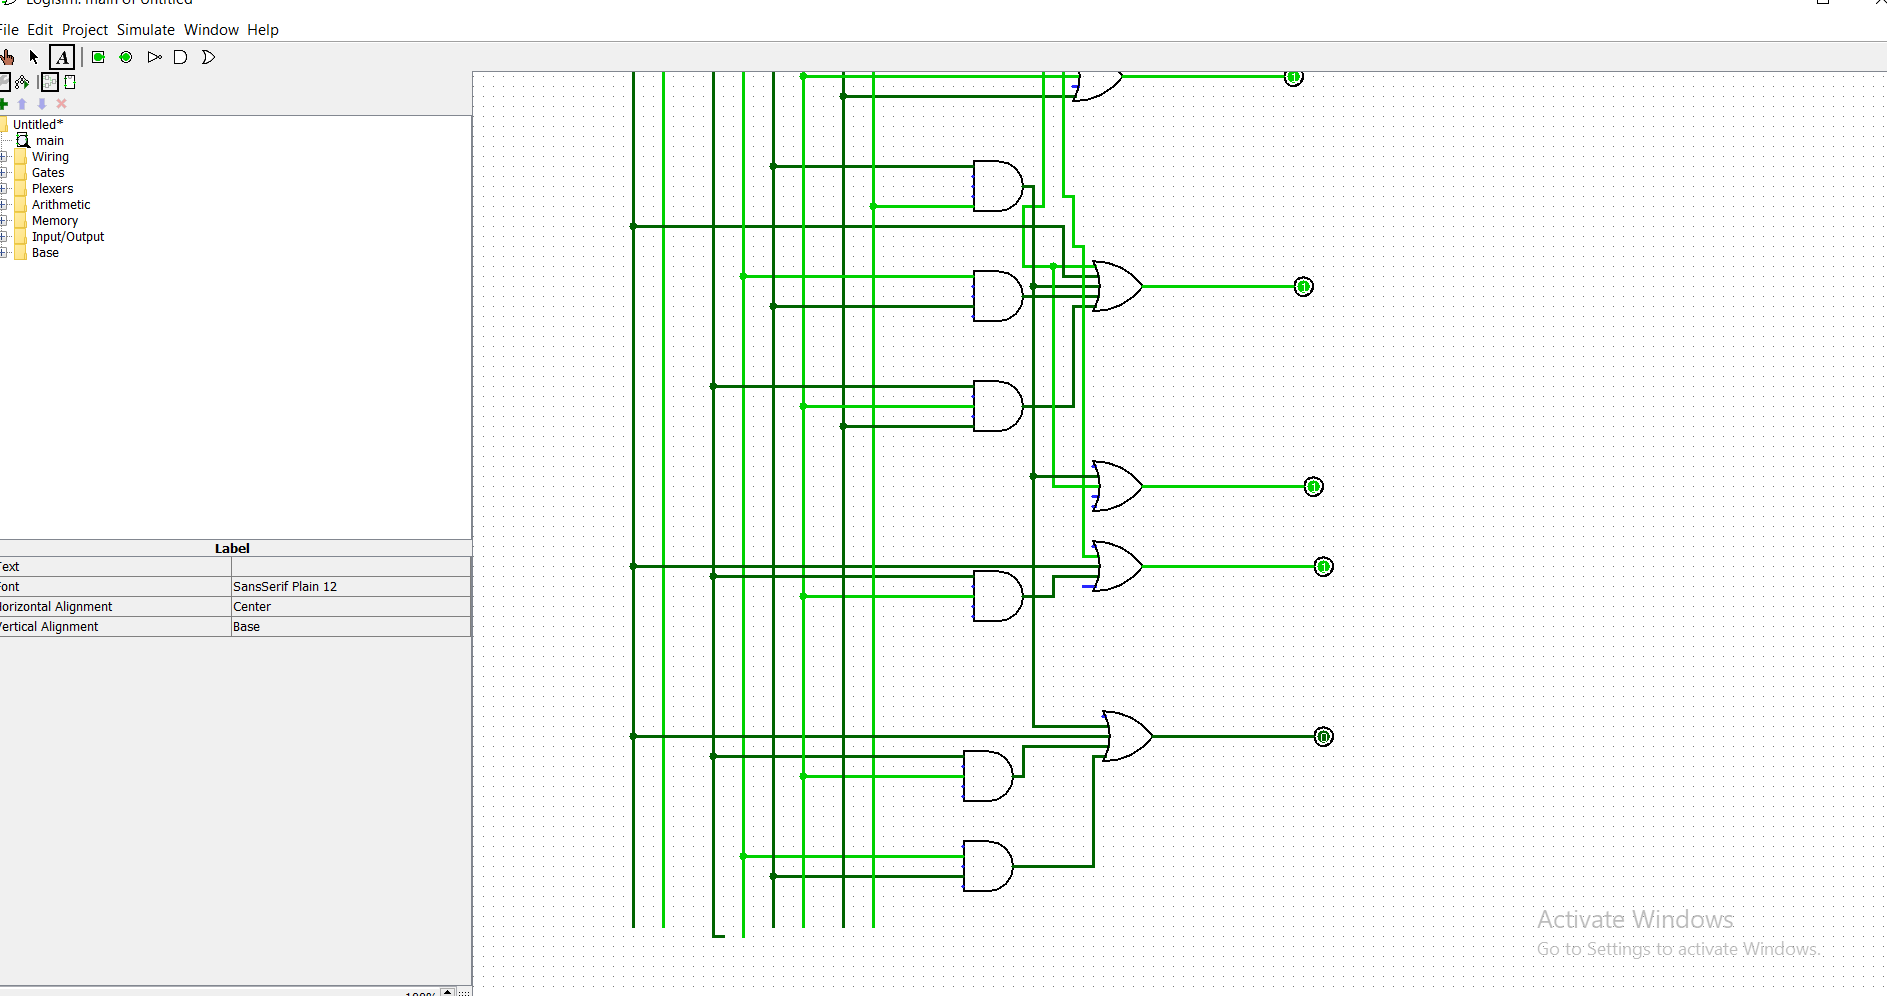 Logisim: main of Untitled
File Edit Project Simulate Window Help
A
Untitled*
main
Wiring
Gates
Plexers
Arithmetic
Memory
Input/Output
Base
Label
Text
Font SansSerif Plain 12
Horizontal Alignment Center
Vertical Alignment Base
100%
1
1
1
1
0
Activate Windows
Go to Settings to activate Windows.